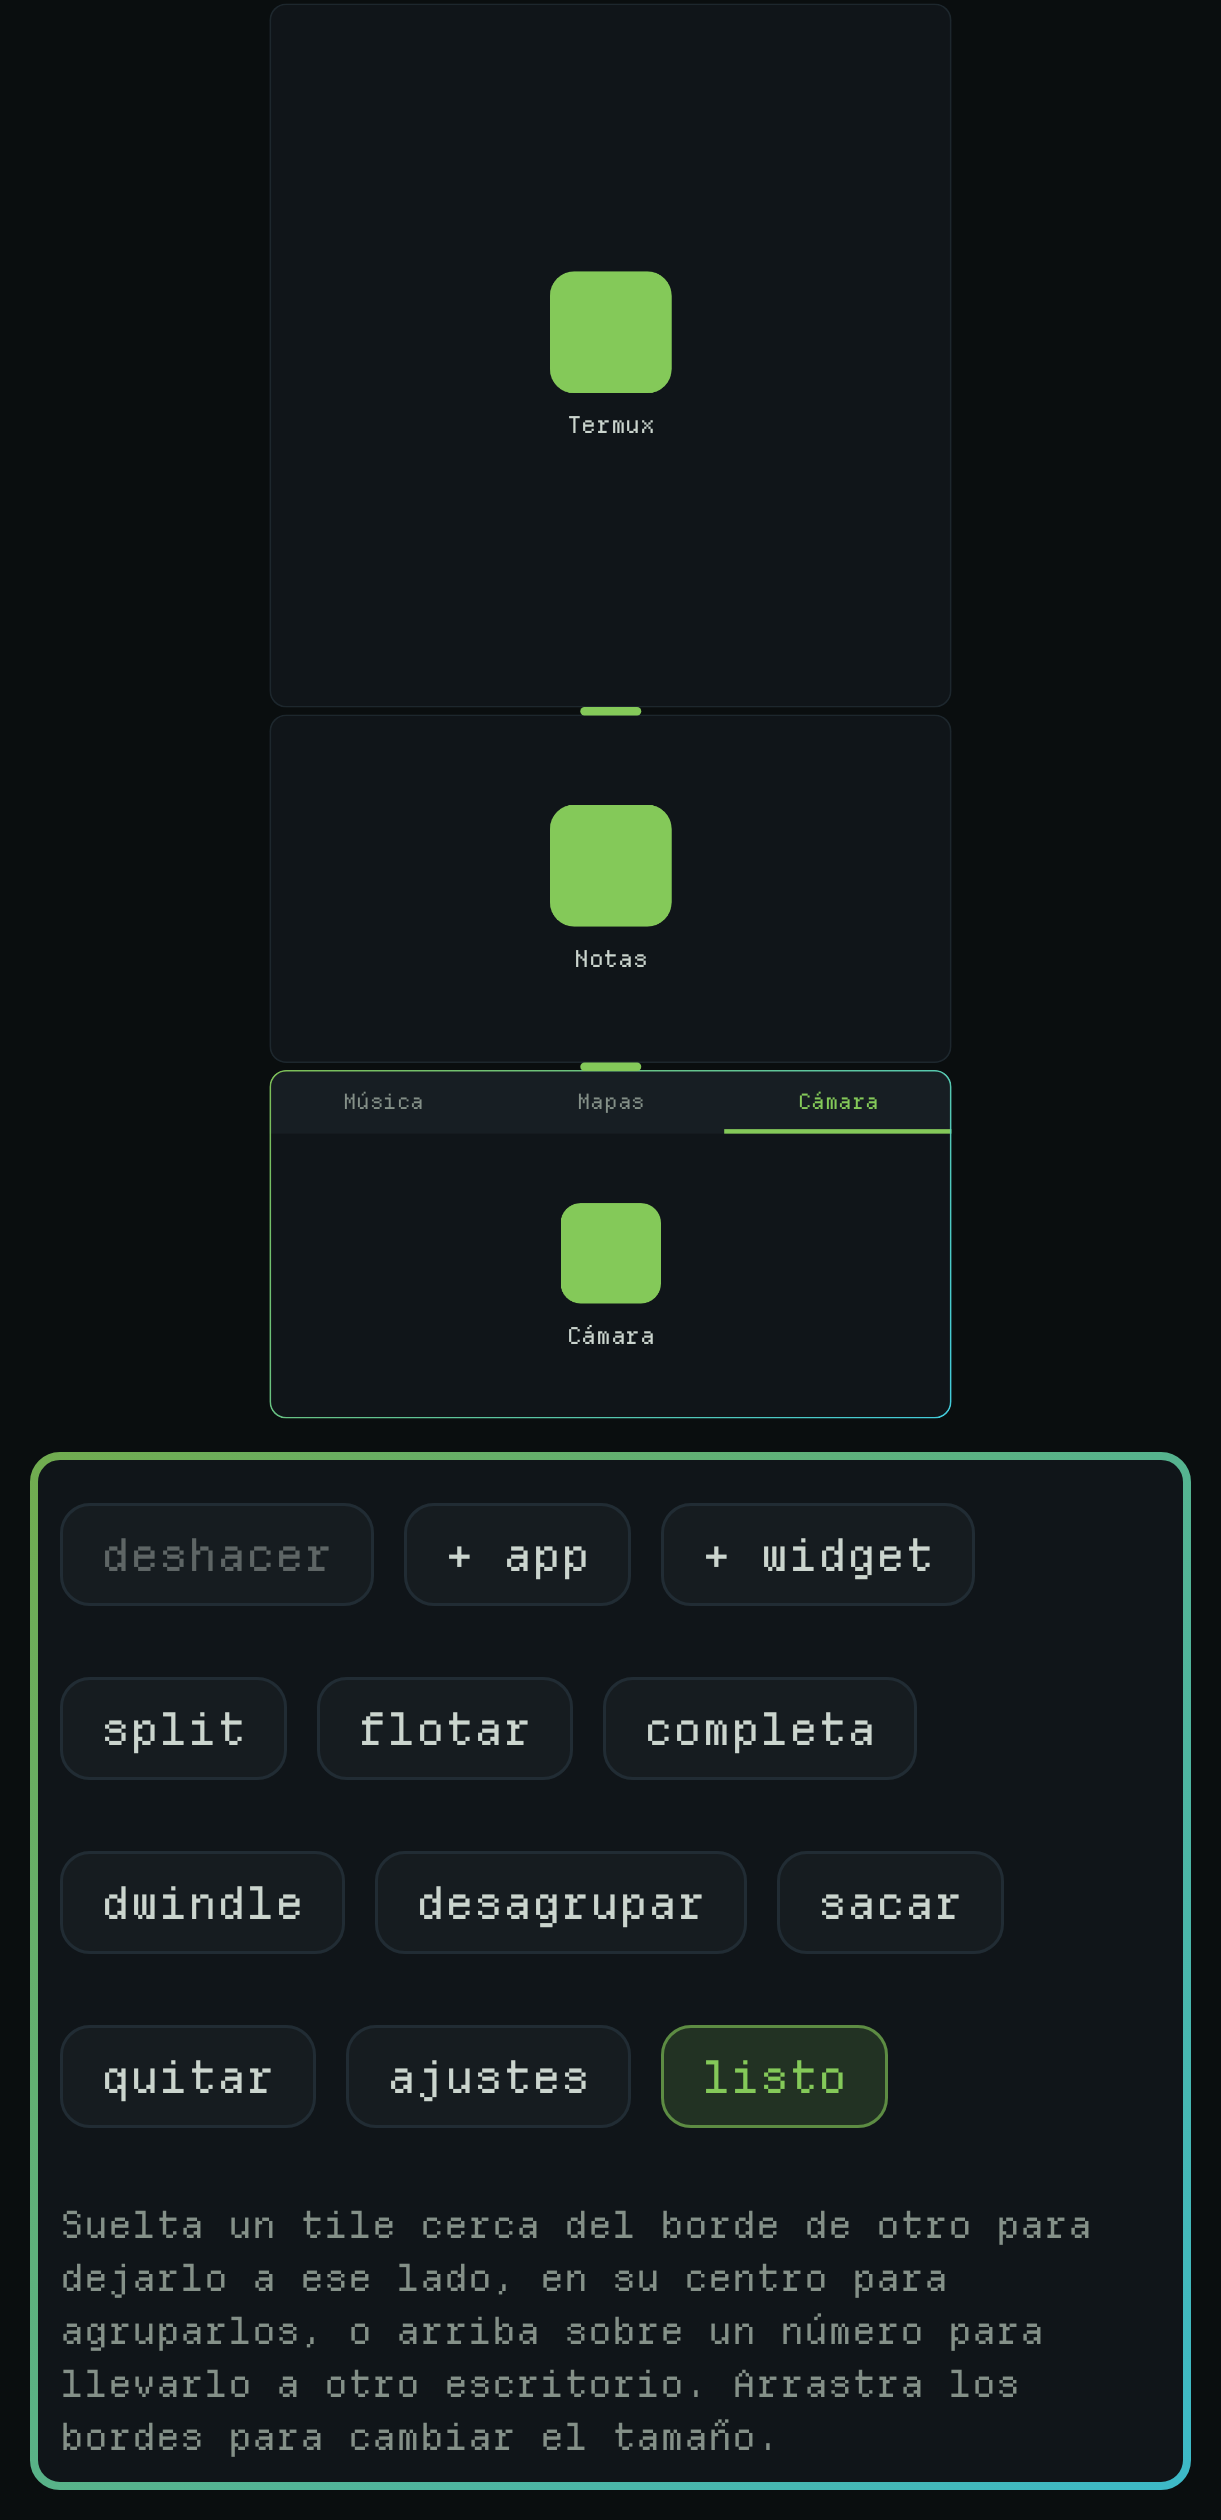 Termux
Notas
Música Mapas Cámara
Cámara
deshacer + app + widget
split flotar completa
dwindle desagrupar sacar
quitar ajustes listo
Suelta un tile cerca del borde de otro para
dejarlo a ese lado, en su centro para
agruparlos, o arriba sobre un número para
llevarlo a otro escritorio. Arrastra los
bordes para cambiar el tamaño.